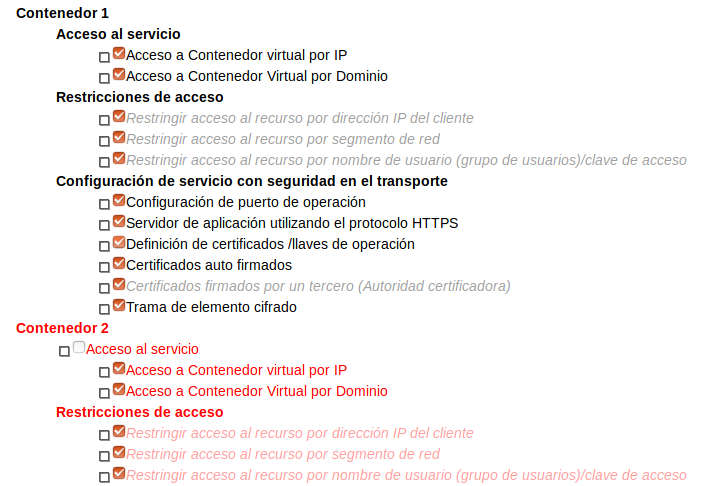 Contenedor 1
Acceso al servicio
Acceso a Contenedor virtual por IP
Acceso a Contenedor Virtual por Dominio
Restricciones de acceso
Restringir acceso al recurso por dirección IP del cliente
Restringir acceso al recurso por segmento de red
Restringir acceso al recurso por nombre de usuario (grupo de usuarios)/clave de acceso
Configuración de servicio con seguridad en el transporte
Configuración de puerto de operación
Servidor de aplicación utilizando el protocolo HTTPS
Definición de certificados /llaves de operación
Certificados auto firmados
Certificados firmados por un tercero (Autoridad certificadora)
Trama de elemento cifrado
Contenedor 2
Acceso al servicio
Acceso a Contenedor virtual por IP
Acceso a Contenedor Virtual por Dominio
Restricciones de acceso
Restringir acceso al recurso por dirección IP del cliente
Restringir acceso al recurso por segmento de red
Restringir acceso al recurso por nombre de usuario (grupo de usuarios)/clave de acceso